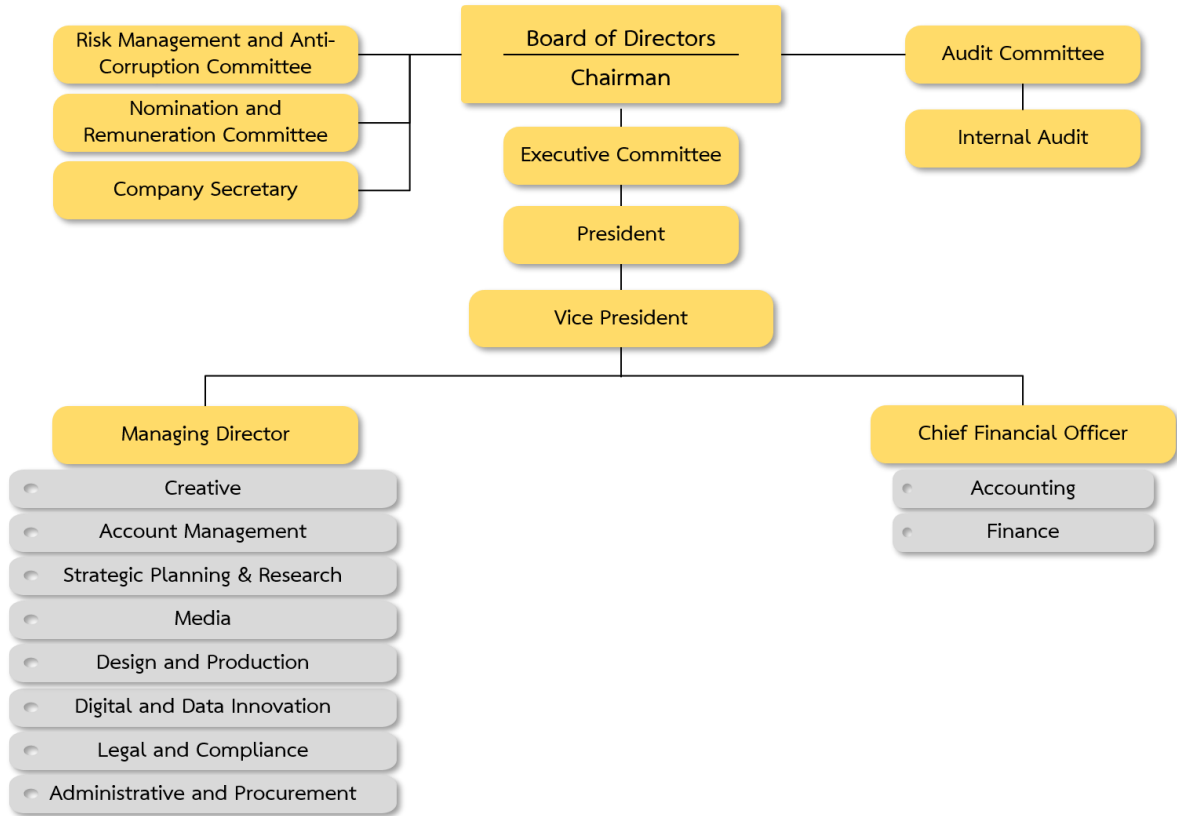 Board of Directors
Chairman
Risk Management and Anti-
Corruption Committee
Nomination and
Remuneration Committee
Company Secretary
Audit Committee
Internal Audit
Executive Committee
President
Vice President
Managing Director
Creative
Account Management
Strategic Planning & Research
Media
Design and Production
Digital and Data Innovation
Legal and Compliance
Administrative and Procurement
Chief Financial Officer
Accounting
Finance